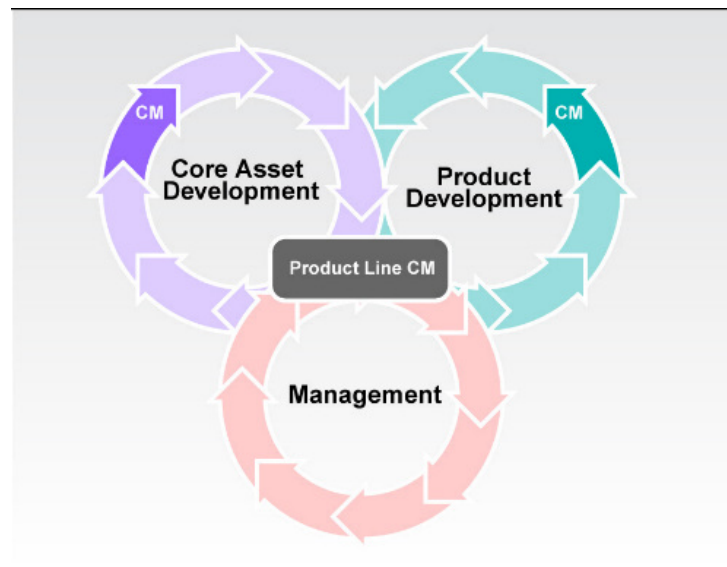 CM
CM
Core Asset
Development
Product
Development
Product Line CM
Management